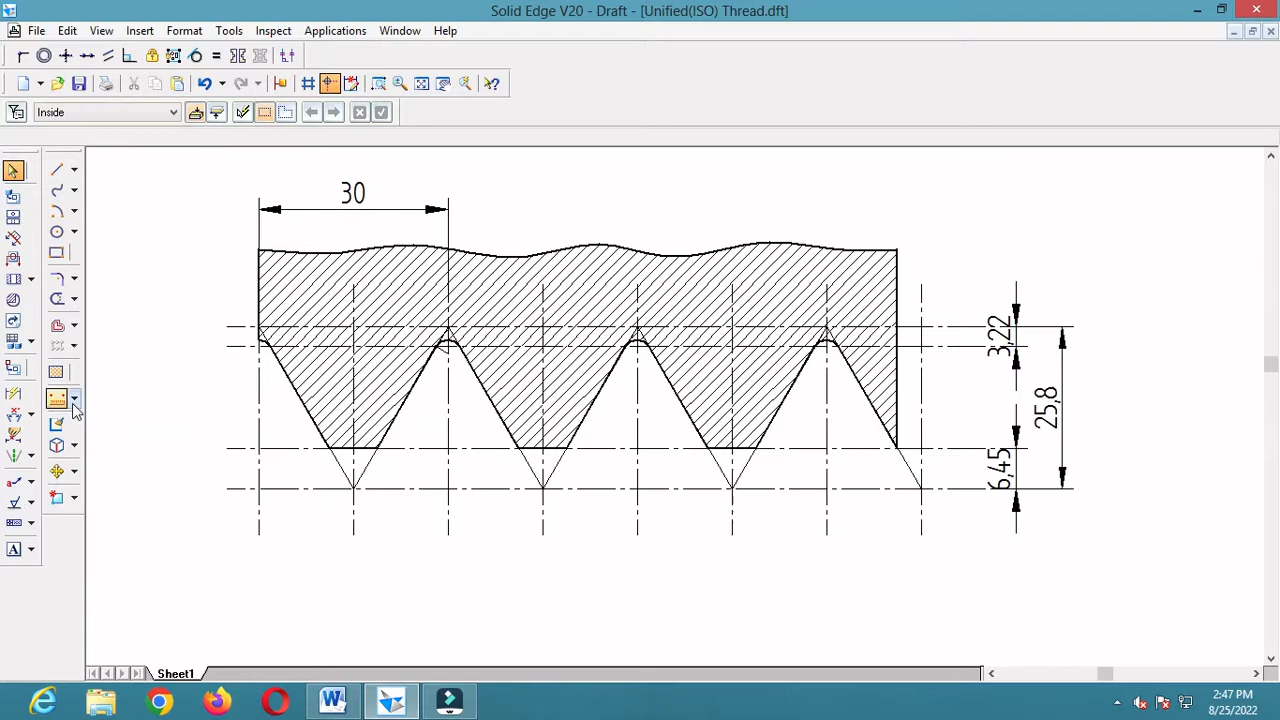 Solid Edge V20 - Draft - [Unified(ISO) Thread.dft]
File Edit View Insert Format Tools Inspect Applications Window Help
Inside
30
3,22
25,8
6,45
A
Sheet1
2:47 PM
8/25/2022